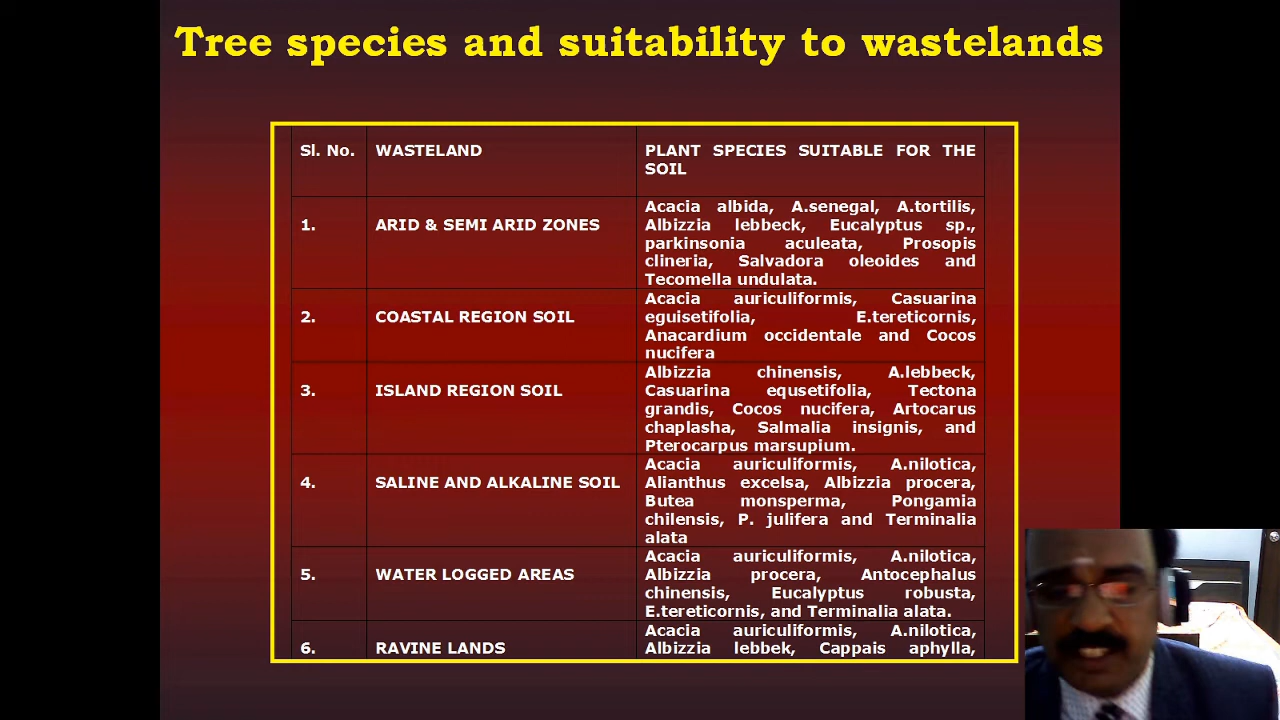 Tree species and suitability to wastelands
Sl. No. WASTELAND PLANT SPECIES SUITABLE FOR THE
SOIL
1. ARID & SEMI ARID ZONES Acacia albida, A.senegal, A.tortilis,
Albizzia lebbeck, Eucalyptus sp.,
parkinsonia aculeata, Prosopis
clineria, Salvadora oleoides and
Tecomella undulata.
2. COASTAL REGION SOIL Acacia auriculiformis, Casuarina
eguisetifolia, E.tereticornis,
Anacardium occidentale and Cocos
nucifera
3. ISLAND REGION SOIL Albizzia chinensis, A.lebbeck,
Casuarina equsetifolia, Tectona
grandis, Cocos nucifera, Artocarus
chaplasha, Salmalia insignis, and
Pterocarpus marsupium.
4. SALINE AND ALKALINE SOIL Acacia auriculiformis, A.nilotica,
Alianthus excelsa, Albizzia procera,
Butea monsperma, Pongamia
chilensis, P. julifera and Terminalia
alata
5. WATER LOGGED AREAS Acacia auriculiformis, A.nilotica,
Albizzia procera, Antocephalus
chinensis, Eucalyptus robusta,
E.tereticornis, and Terminalia alata.
6. RAVINE LANDS Acacia auriculiformis, A.nilotica,
Albizzia lebbek, Cappais aphylla,